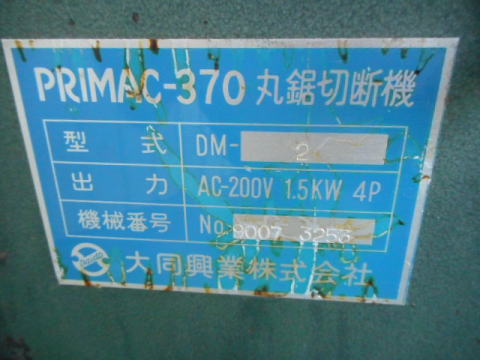 PRIMAC-370 丸鋸切断機
型式 DM-2
出力 AC-200V 1.5KW 4P
機械番号 No.9007 3253
大同興業株式会社